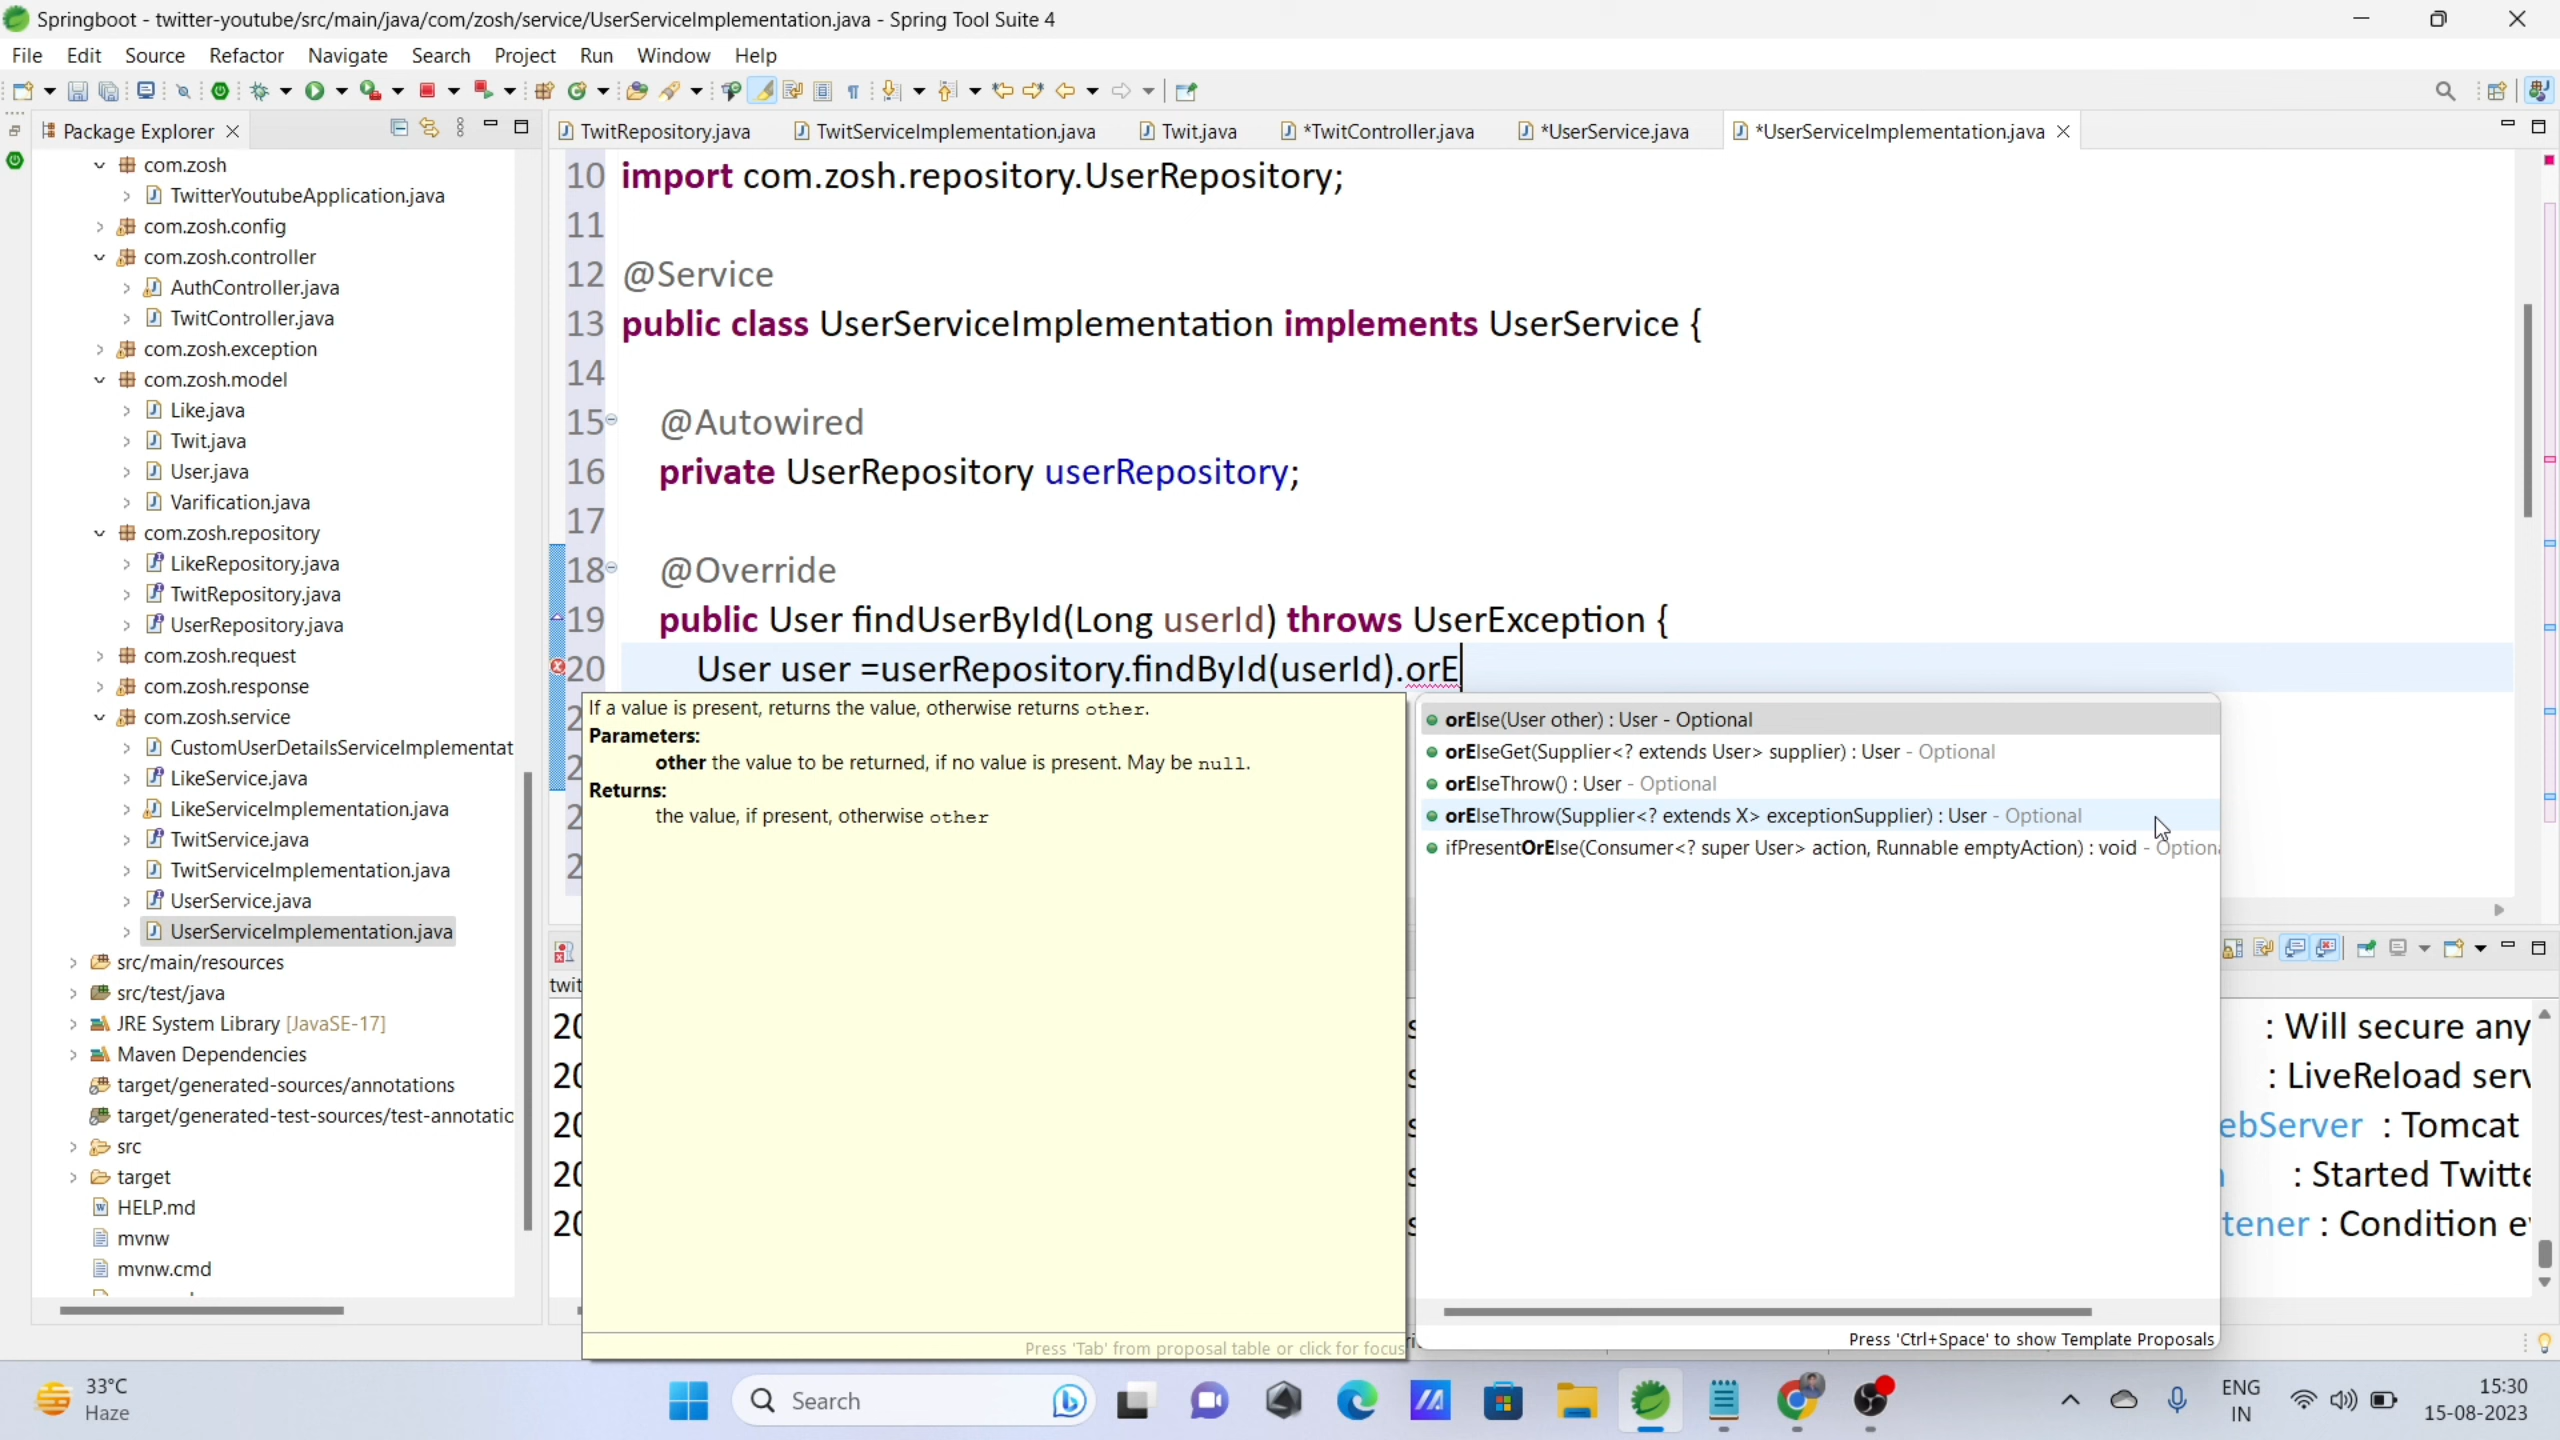 Springboot - twitter-youtube/src/main/java/com/zosh/service/UserServiceImplementation.java - Spring Tool Suite 4
File Edit Source Refactor Navigate Search Project Run Window Help
Package Explorer
TwitRepository.java TwitServiceImplementation.java Twit.java *TwitController.java *UserService.java *UserServiceImplementation.java
com.zosh
TwitterYoutubeApplication.java
com.zosh.config
com.zosh.controller
AuthController.java
TwitController.java
com.zosh.exception
com.zosh.model
Like.java
Twit.java
User.java
Varification.java
com.zosh.repository
LikeRepository.java
TwitRepository.java
UserRepository.java
com.zosh.request
com.zosh.response
com.zosh.service
CustomUserDetailsServiceImplementat
LikeService.java
LikeServiceImplementation.java
TwitService.java
TwitServiceImplementation.java
UserService.java
UserServiceImplementation.java
src/main/resources
src/test/java
JRE System Library [JavaSE-17]
Maven Dependencies
target/generated-sources/annotations
target/generated-test-sources/test-annotatic
src
target
HELP.md
mvnw
mvnw.cmd
10 import com.zosh.repository.UserRepository;
11
12 @Service
13 public class UserServiceImplementation implements UserService {
14
15 @Autowired
16 private UserRepository userRepository;
17
18 @Override
19 public User findUserById(Long userId) throws UserException {
20 User user =userRepository.findById(userId).orE
If a value is present, returns the value, otherwise returns other.
Parameters:
other the value to be returned, if no value is present. May be null.
Returns:
the value, if present, otherwise other
Press 'Tab' from proposal table or click for focus
orElse(User other) : User - Optional
orElseGet(Supplier<? extends User> supplier) : User - Optional
orElseThrow() : User - Optional
orElseThrow(Supplier<? extends X> exceptionSupplier) : User - Optional
ifPresentOrElse(Consumer<? super User> action, Runnable emptyAction) : void - Optiona
Press 'Ctrl+Space' to show Template Proposals
twit
20 : Will secure any
20 : LiveReload serv
20 ebServer : Tomcat
20 : Started Twitte
20 tener : Condition e
33°C
Haze
Search
ENG
IN
15:30
15-08-2023